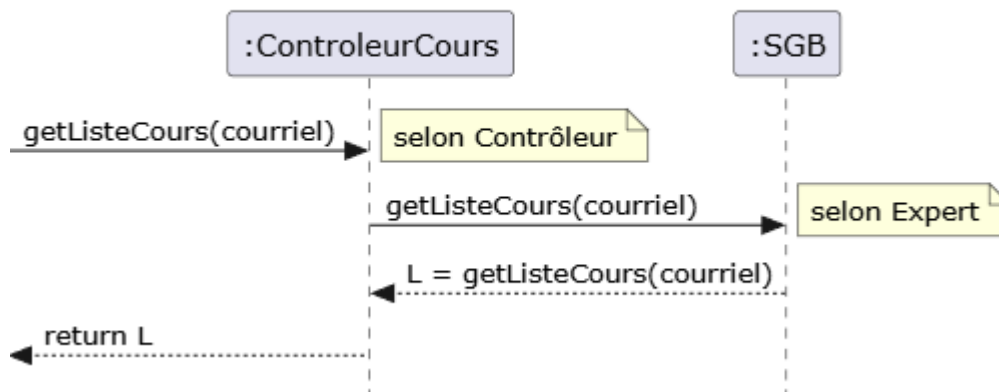 :ControleurCours
:SGB
getListeCours(courriel)
selon Contrôleur
getListeCours(courriel)
selon Expert
L = getListeCours(courriel)
return L